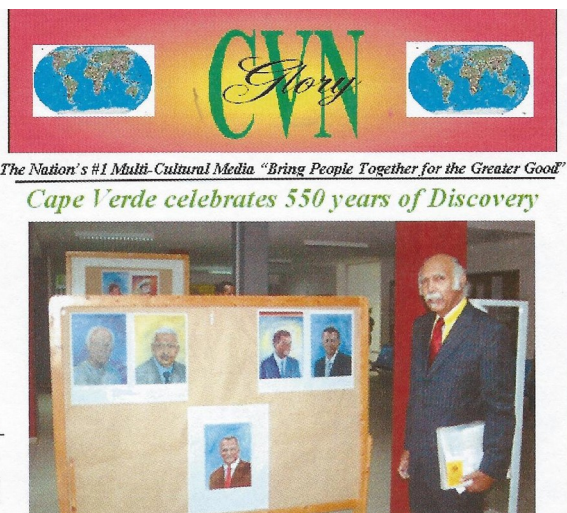 CVN
Glory
The Nation's #1 Multi-Cultural Media "Bring People Together for the Greater Good"
Cape Verde celebrates 550 years of Discovery